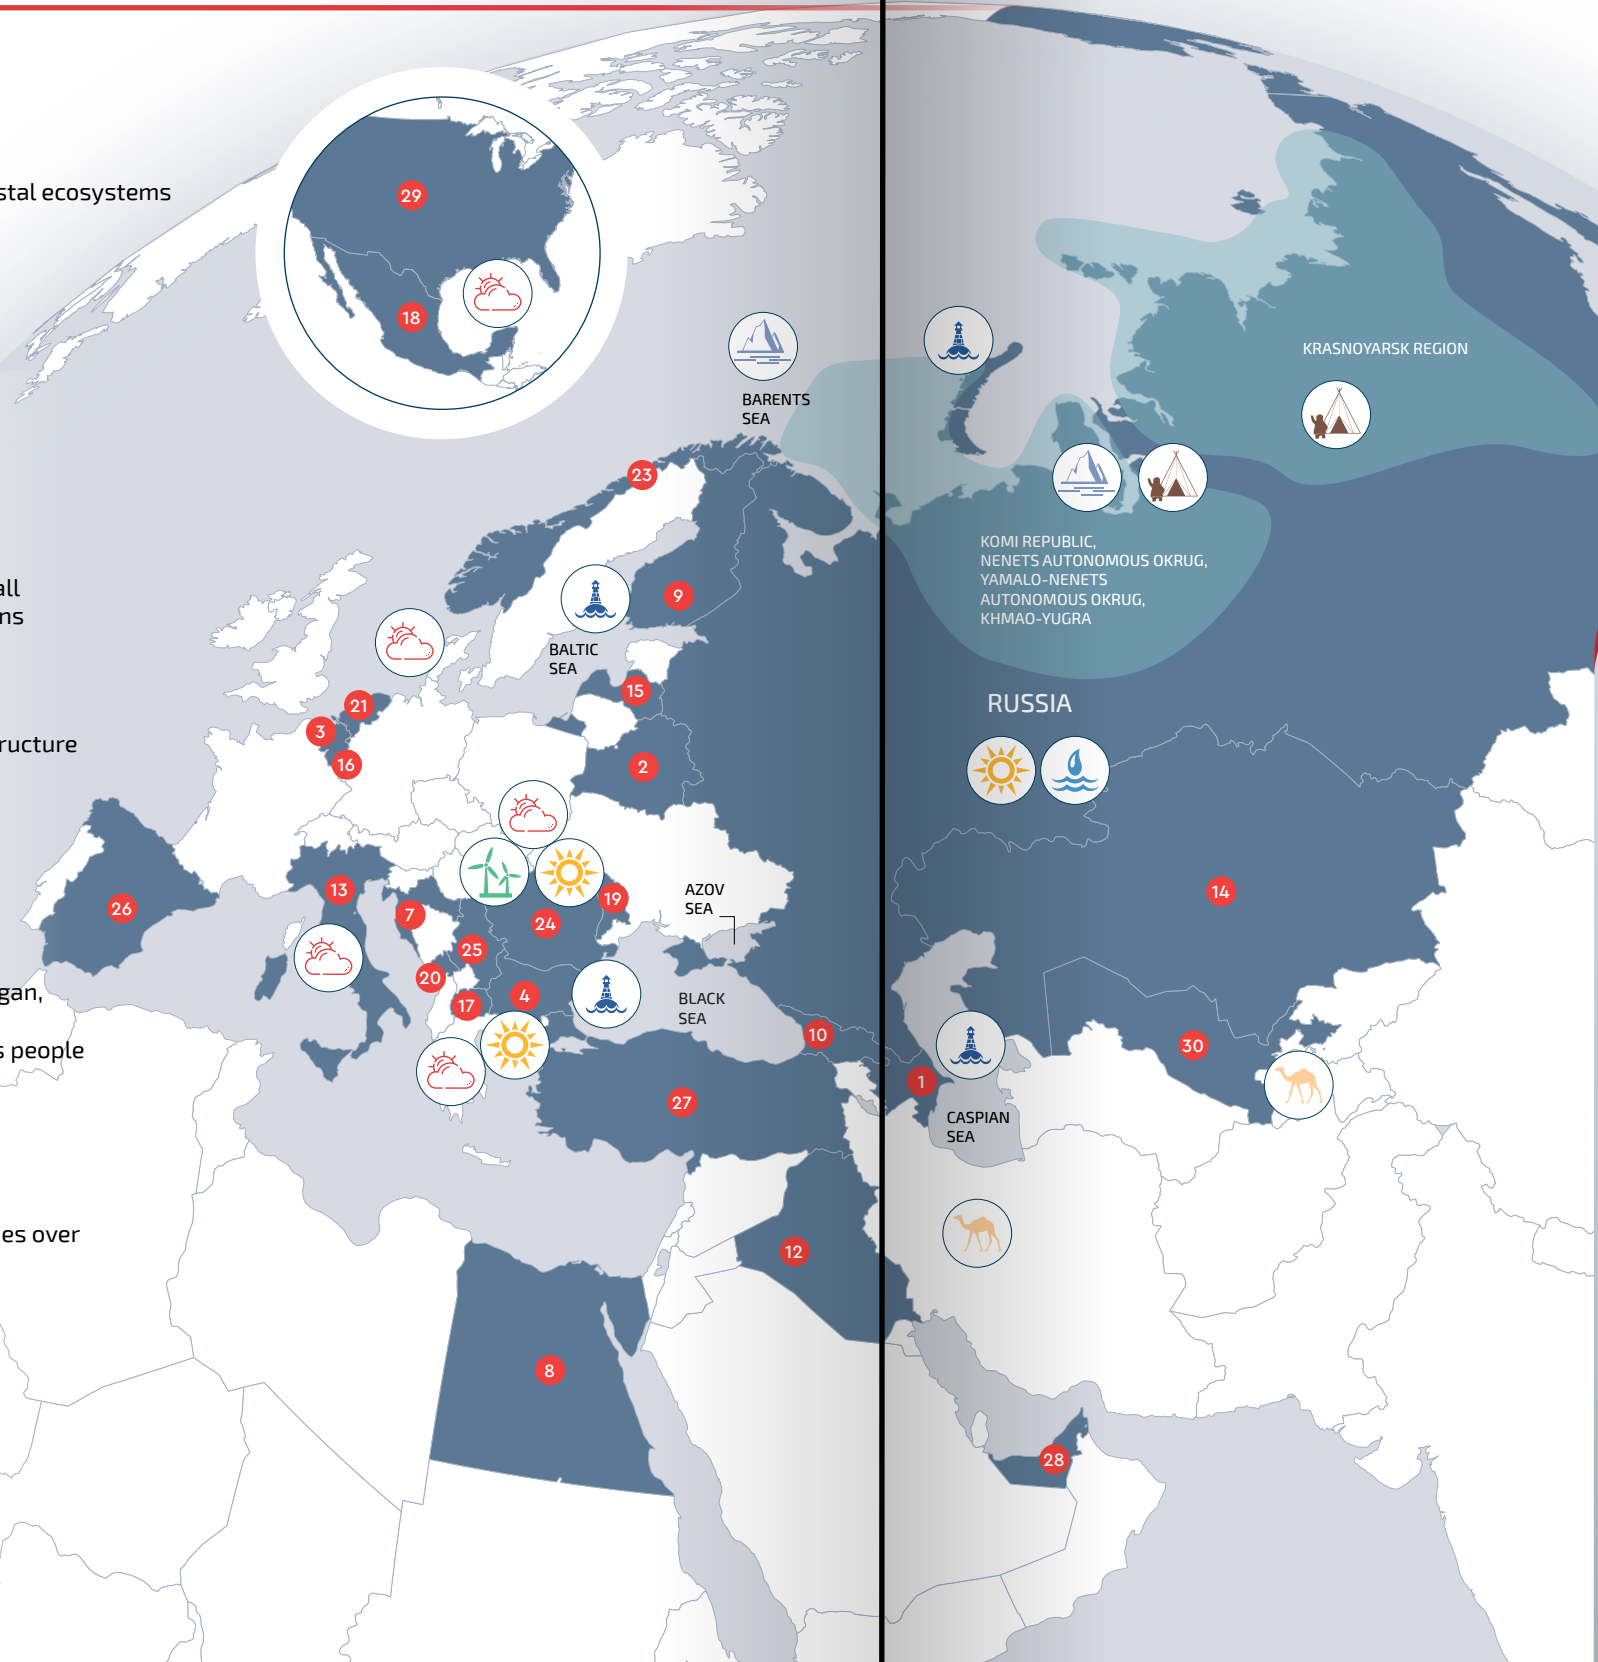 stal ecosystems
29
18
KRASNOYARSK REGION
BARENTS
SEA
23
KOMI REPUBLIC,
NENETS AUTONOMOUS OKRUG,
YAMALO-NENETS
AUTONOMOUS OKRUG,
KHMAO-YUGRA
all
ns
9
BALTIC
SEA
15
21
3
16
2
RUSSIA
ructure
13
26
7
19
24
25
20
17
4
AZOV
SEA
14
gan,
BLACK
SEA
10
30
s people
1
27
CASPIAN
SEA
es over
12
8
28